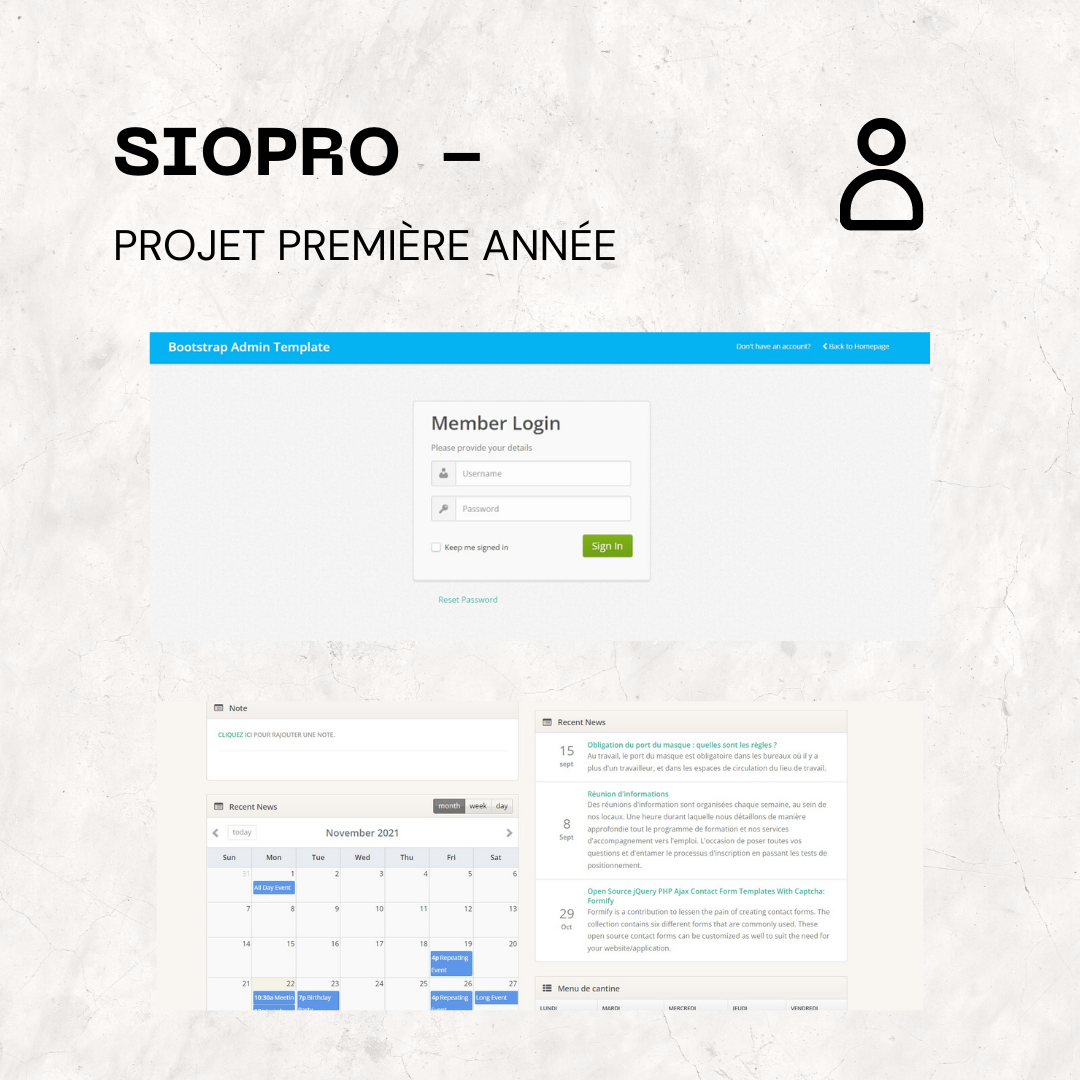 SIOPRO –
PROJET PREMIÈRE ANNÉE
Bootstrap Admin Template
Don't have an account?
Back to Homepage
Member Login
Please provide your details
Username
Password
Keep me signed in
Sign In
Reset Password
Note
CLIQUEZ ICI POUR RAJOUTER UNE NOTE.
Recent News
month week day
today
November 2021
Sun Mon Tue Wed Thu Fri Sat
31 1 2 3 4 5 6
All Day Event
7 8 9 10 11 12 13
14 15 16 17 18 19 20
4p Repeating
Event
21 22 23 24 25 26 27
10:30a Meetin 7p Birthday 4p Repeating Long Event
Recent News
15
sept
Obligation du port du masque : quelles sont les règles ?
Au travail, le port du masque est obligatoire dans les bureaux où il y a
plus d'un travailleur, et dans les espaces de circulation du lieu de travail.
8
Sept
Réunion d'informations
Des réunions d'information sont organisées chaque semaine, au sein de
nos locaux. Une heure durant laquelle nous détaillons de manière
approfondie tout le programme de formation et nos services
d'accompagnement vers l'emploi. L'occasion de poser toutes vos
questions et d'entamer le processus d'inscription en passant les tests de
positionnement.
29
Oct
Open Source jQuery PHP Ajax Contact Form Templates With Captcha:
Formify
Formify is a contribution to lessen the pain of creating contact forms. The
collection contains six different forms that are commonly used. These
open source contact forms can be customized as well to suit the need for
your website/application.
Menu de cantine
LUNDI MARDI MERCREDI JEUDI VENDREDI